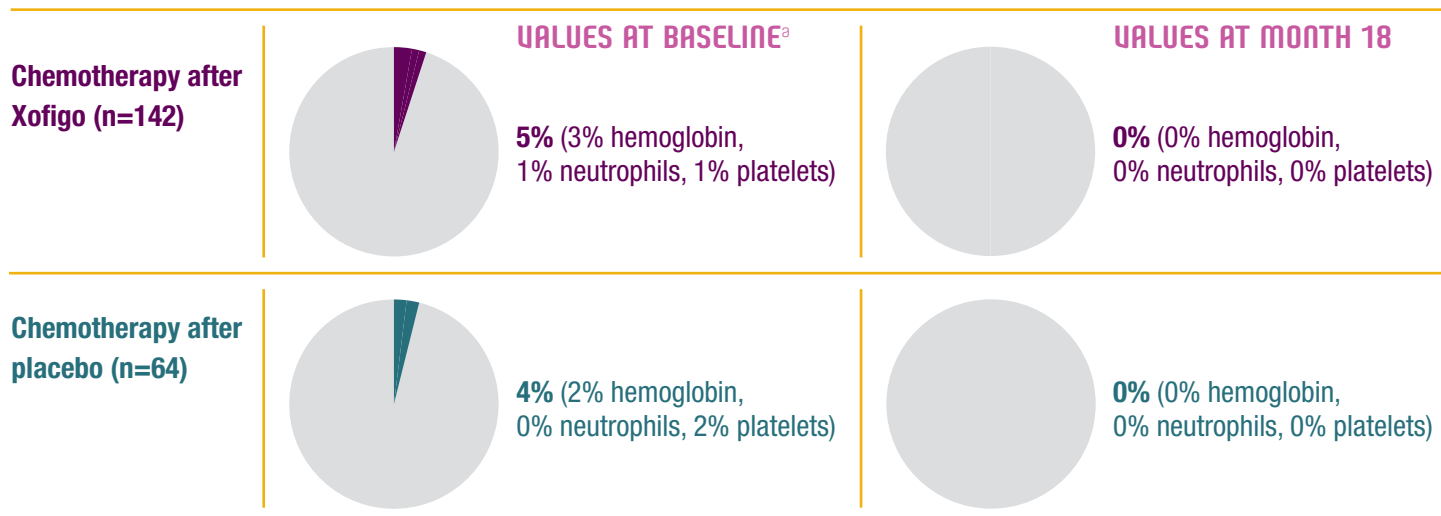 VALUES AT BASELINEᵃ
VALUES AT MONTH 18
Chemotherapy after
Xofigo (n=142)
5% (3% hemoglobin,
1% neutrophils, 1% platelets)
0% (0% hemoglobin,
0% neutrophils, 0% platelets)
Chemotherapy after
placebo (n=64)
4% (2% hemoglobin,
0% neutrophils, 2% platelets)
0% (0% hemoglobin,
0% neutrophils, 0% platelets)